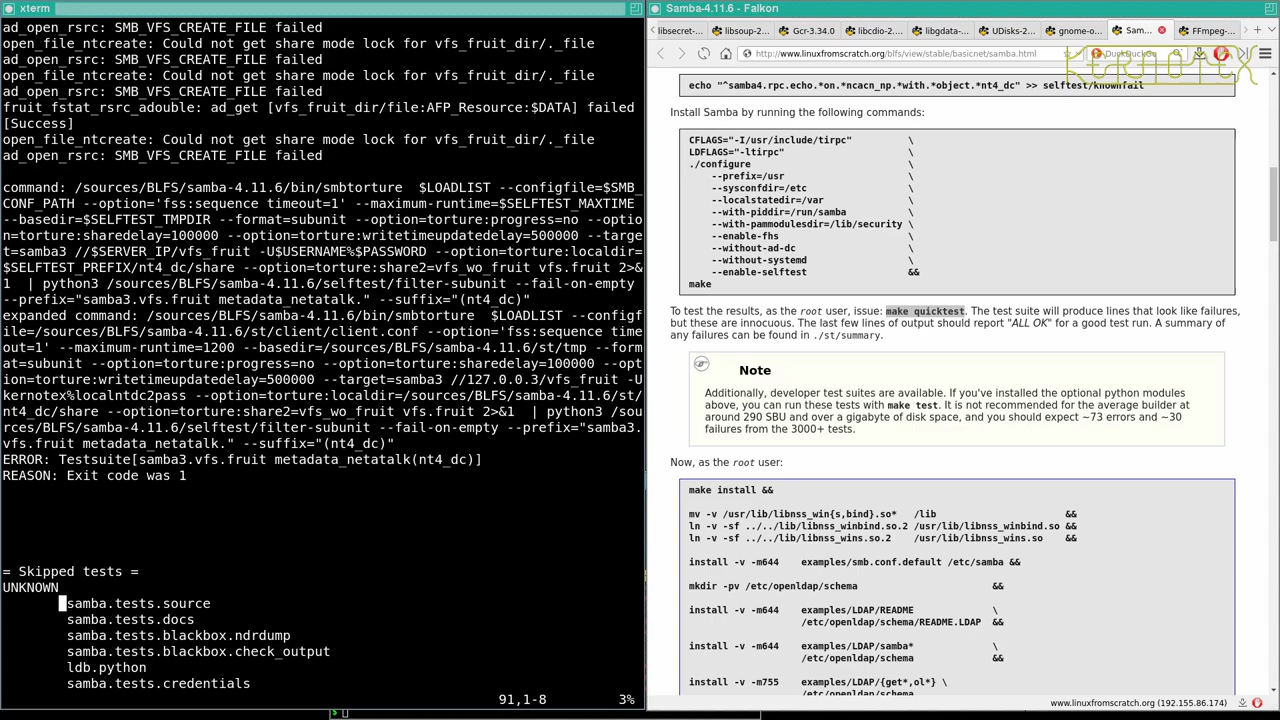 xterm
ad_open_rsrc: SMB_VFS_CREATE_FILE failed
open_file_ntcreate: Could not get share mode lock for vfs_fruit_dir/._file
ad_open_rsrc: SMB_VFS_CREATE_FILE failed
open_file_ntcreate: Could not get share mode lock for vfs_fruit_dir/._file
ad_open_rsrc: SMB_VFS_CREATE_FILE failed
fruit_fstat_rsrc_adouble: ad_get [vfs_fruit_dir/file:AFP_Resource:$DATA] failed
[Success]
open_file_ntcreate: Could not get share mode lock for vfs_fruit_dir/._file
ad_open_rsrc: SMB_VFS_CREATE_FILE failed
command: /sources/BLFS/samba-4.11.6/bin/smbtorture  $LOADLIST --configfile=$SMB_
CONF_PATH --option='fss:sequence timeout=1' --maximum-runtime=$SELFTEST_MAXTIME
--basedir=$SELFTEST_TMPDIR --format=subunit --option=torture:progress=no --optio
n=torture:sharedelay=100000 --option=torture:writetimeupdatedelay=500000 --targe
t=samba3 //$SERVER_IP/vfs_fruit -U$USERNAME%$PASSWORD --option=torture:localdir=
$SELFTEST_PREFIX/nt4_dc/share --option=torture:share2=vfs_wo_fruit vfs.fruit 2>&
1  | python3 /sources/BLFS/samba-4.11.6/selftest/filter-subunit --fail-on-empty
--prefix="samba3.vfs.fruit metadata_netatalk." --suffix="(nt4_dc)"
expanded command: /sources/BLFS/samba-4.11.6/bin/smbtorture  $LOADLIST --configf
ile=/sources/BLFS/samba-4.11.6/st/client/client.conf --option='fss:sequence time
out=1' --maximum-runtime=1200 --basedir=/sources/BLFS/samba-4.11.6/st/tmp --form
at=subunit --option=torture:progress=no --option=torture:sharedelay=100000 --opt
ion=torture:writetimeupdatedelay=500000 --target=samba3 //127.0.0.3/vfs_fruit -U
kernotex%localntdc2pass --option=torture:localdir=/sources/BLFS/samba-4.11.6/st/
nt4_dc/share --option=torture:share2=vfs_wo_fruit vfs.fruit 2>&1  | python3 /sou
rces/BLFS/samba-4.11.6/selftest/filter-subunit --fail-on-empty --prefix="samba3.
vfs.fruit metadata_netatalk." --suffix="(nt4_dc)"
ERROR: Testsuite[samba3.vfs.fruit metadata_netatalk(nt4_dc)]
REASON: Exit code was 1
= Skipped tests =
UNKNOWN
samba.tests.source
samba.tests.docs
samba.tests.blackbox.ndrdump
samba.tests.blackbox.check_output
ldb.python
samba.tests.credentials
91,1-8 3%
Samba-4.11.6 - Falkon
libsecret-... libsoup-2.... Gcr-3.34.0 libcdio-2.... libgdata-... UDisks-2... gnome-o... Sam... FFmpeg-...
http://www.linuxfromscratch.org/blfs/view/stable/basicnet/samba.html DuckDuckGo
KERNOTEX
echo "^samba4.rpc.echo.*on.*ncacn_np.*with.*object.*nt4_dc" >> selftest/knownfail
Install Samba by running the following commands:
CFLAGS="-I/usr/include/tirpc" \
LDFLAGS="-ltirpc" \
./configure \
--prefix=/usr \
--sysconfdir=/etc \
--localstatedir=/var \
--with-piddir=/run/samba \
--with-pammodulesdir=/lib/security \
--enable-fhs \
--without-ad-dc \
--without-systemd \
--enable-selftest &&
make
To test the results, as the root user, issue: make quicktest. The test suite will produce lines that look like failures,
but these are innocuous. The last few lines of output should report "ALL OK" for a good test run. A summary of
any failures can be found in ./st/summary.
Note
Additionally, developer test suites are available. If you've installed the optional python modules
above, you can run these tests with make test. It is not recommended for the average builder at
around 290 SBU and over a gigabyte of disk space, and you should expect ~73 errors and ~30
failures from the 3000+ tests.
Now, as the root user:
make install &&
mv -v /usr/lib/libnss_win{s,bind}.so* /lib &&
ln -v -sf ../../lib/libnss_winbind.so.2 /usr/lib/libnss_winbind.so &&
ln -v -sf ../../lib/libnss_wins.so.2 /usr/lib/libnss_wins.so &&
install -v -m644 examples/smb.conf.default /etc/samba &&
mkdir -pv /etc/openldap/schema &&
install -v -m644 examples/LDAP/README \
/etc/openldap/schema/README.LDAP &&
install -v -m644 examples/LDAP/samba* \
/etc/openldap/schema &&
install -v -m755 examples/LDAP/{get*,ol*} \
www.linuxfromscratch.org (192.155.86.174)